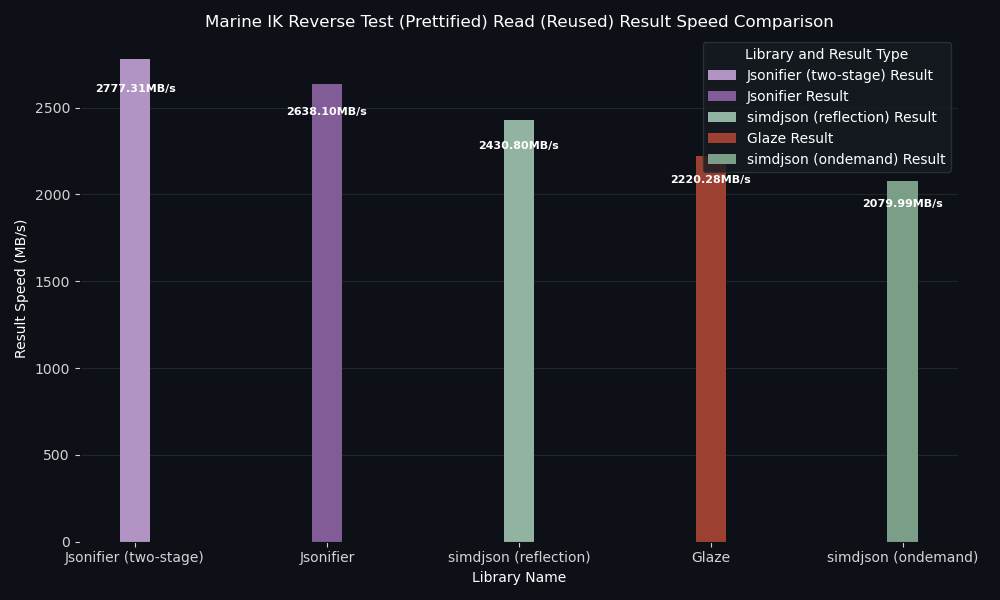 Marine IK Reverse Test (Prettified) Read (Reused) Result Speed Comparison
Library and Result Type
Jsonifier (two-stage) Result
Jsonifier Result
simdjson (reflection) Result
Glaze Result
simdjson (ondemand) Result
2777.31MB/s
2638.10MB/s
2430.80MB/s
2220.28MB/s
2079.99MB/s
Result Speed (MB/s)
2500
2000
1500
1000
500
0
Jsonifier (two-stage)
Jsonifier
simdjson (reflection)
Glaze
simdjson (ondemand)
Library Name